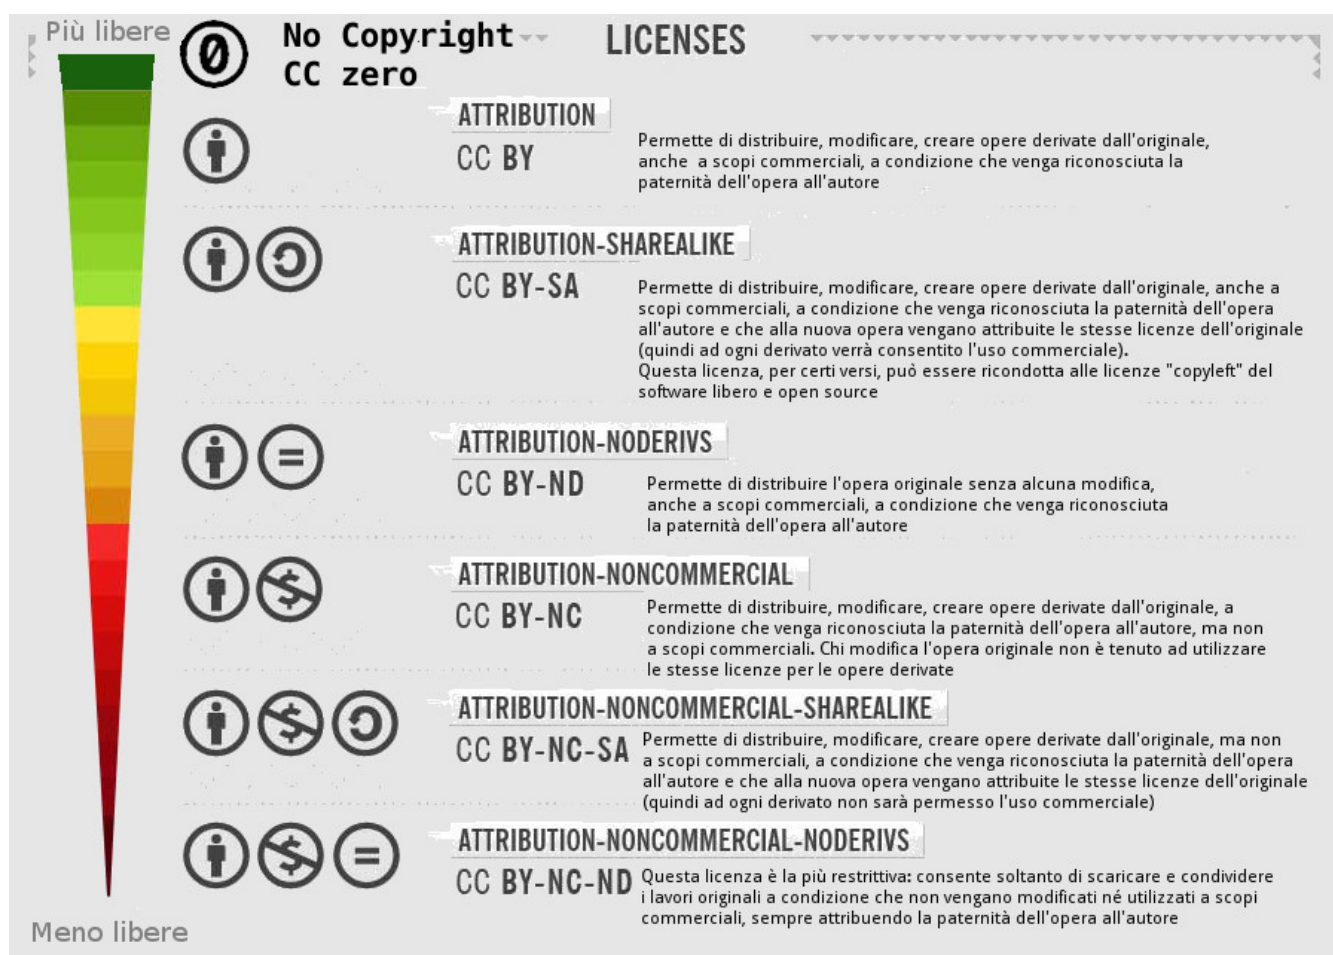 Più libere
No Copyright
CC zero
LICENSES
ATTRIBUTION
CC BY
Permette di distribuire, modificare, creare opere derivate dall'originale,
anche a scopi commerciali, a condizione che venga riconosciuta la
paternità dell'opera all'autore
ATTRIBUTION-SHAREALIKE
CC BY-SA
Permette di distribuire, modificare, creare opere derivate dall'originale, anche a
scopi commerciali, a condizione che venga riconosciuta la paternità dell'opera
all'autore e che alla nuova opera vengano attribuite le stesse licenze dell'originale
(quindi ad ogni derivato verrà consentito l'uso commerciale).
Questa licenza, per certi versi, può essere ricondotta alle licenze "copyleft" del
software libero e open source
ATTRIBUTION-NODERIVS
CC BY-ND
Permette di distribuire l'opera originale senza alcuna modifica,
anche a scopi commerciali, a condizione che venga riconosciuta
la paternità dell'opera all'autore
ATTRIBUTION-NONCOMMERCIAL
CC BY-NC
Permette di distribuire, modificare, creare opere derivate dall'originale, a
condizione che venga riconosciuta la paternità dell'opera all'autore, ma non
a scopi commerciali. Chi modifica l'opera originale non è tenuto ad utilizzare
le stesse licenze per le opere derivate
ATTRIBUTION-NONCOMMERCIAL-SHAREALIKE
CC BY-NC-SA
Permette di distribuire, modificare, creare opere derivate dall'originale, ma non
a scopi commerciali, a condizione che venga riconosciuta la paternità dell'opera
all'autore e che alla nuova opera vengano attribuite le stesse licenze dell'originale
(quindi ad ogni derivato non sarà permesso l'uso commerciale)
ATTRIBUTION-NONCOMMERCIAL-NODERIVS
CC BY-NC-ND
Questa licenza è la più restrittiva: consente soltanto di scaricare e condividere
i lavori originali a condizione che non vengano modificati né utilizzati a scopi
commerciali, sempre attribuendo la paternità dell'opera all'autore
Meno libere